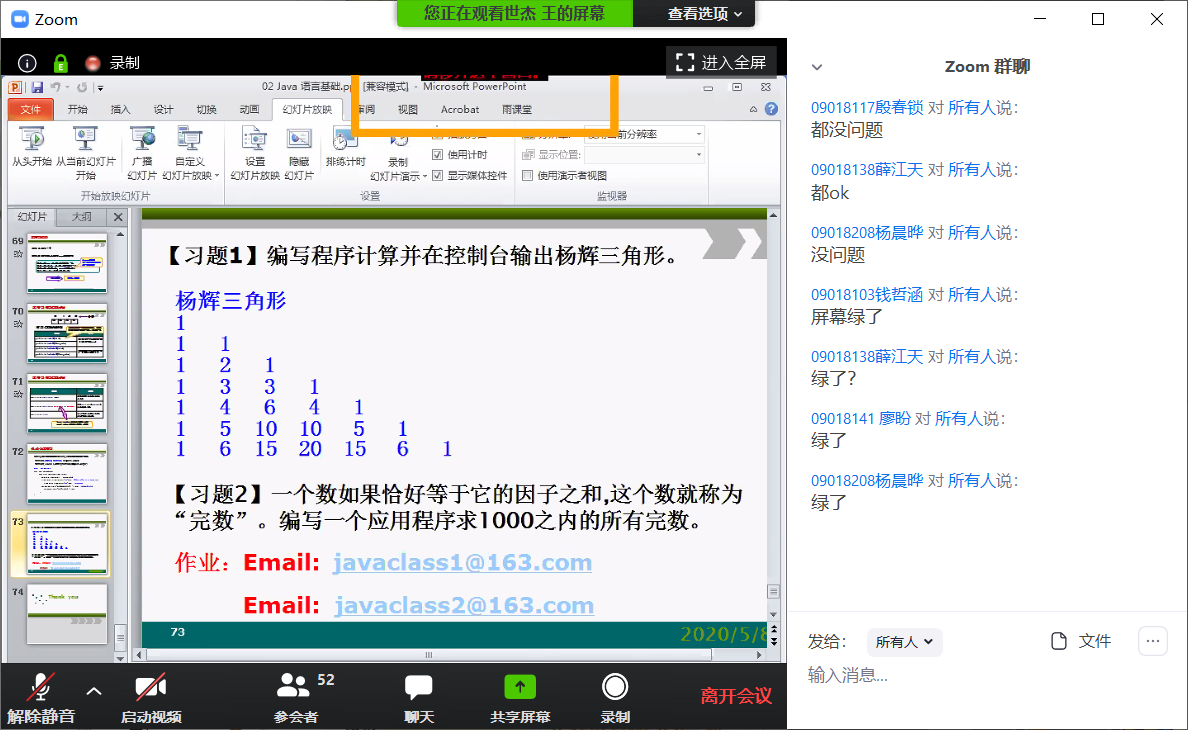 Zoom
您正在观看世杰 王的屏幕
查看选项
录制
进入全屏
02 Java 语言基础.pp [兼容模式] - Microsoft PowerPoint
文件 开始 插入 设计 切换 动画 幻灯片放映 审阅 视图 Acrobat 雨课堂
从头开始
从当前幻灯片
开始
广播
幻灯片
自定义
幻灯片放映
设置
幻灯片放映
隐藏
幻灯片
排练计时
录制
幻灯片演示
使用计时
显示媒体控件
前分辨率
显示位置:
使用演示者视图
开始放映幻灯片
设置
监视器
幻灯片
大纲
69
70
71
72
73
74
Thank you
【习题1】编写程序计算并在控制台输出杨辉三角形。
杨辉三角形
1
1 1
1 2 1
1 3 3 1
1 4 6 4 1
1 5 10 10 5 1
1 6 15 20 15 6 1
【习题2】一个数如果恰好等于它的因子之和,这个数就称为
“完数”。编写一个应用程序求1000之内的所有完数。
作业：Email: javaclass1@163.com
Email: javaclass2@163.com
73
2020/5/8
解除静音
启动视频
52
参会者
聊天
共享屏幕
录制
离开会议
Zoom 群聊
09018117殷春锁 对 所有人说:
都没问题
09018138薛江天 对 所有人说:
都ok
09018208杨晨晔 对 所有人说:
没问题
09018103钱哲涵 对 所有人说:
屏幕绿了
09018138薛江天 对 所有人说:
绿了？
09018141 廖盼 对 所有人说:
绿了
09018208杨晨晔 对 所有人说:
绿了
发给:
所有人
文件
输入消息...